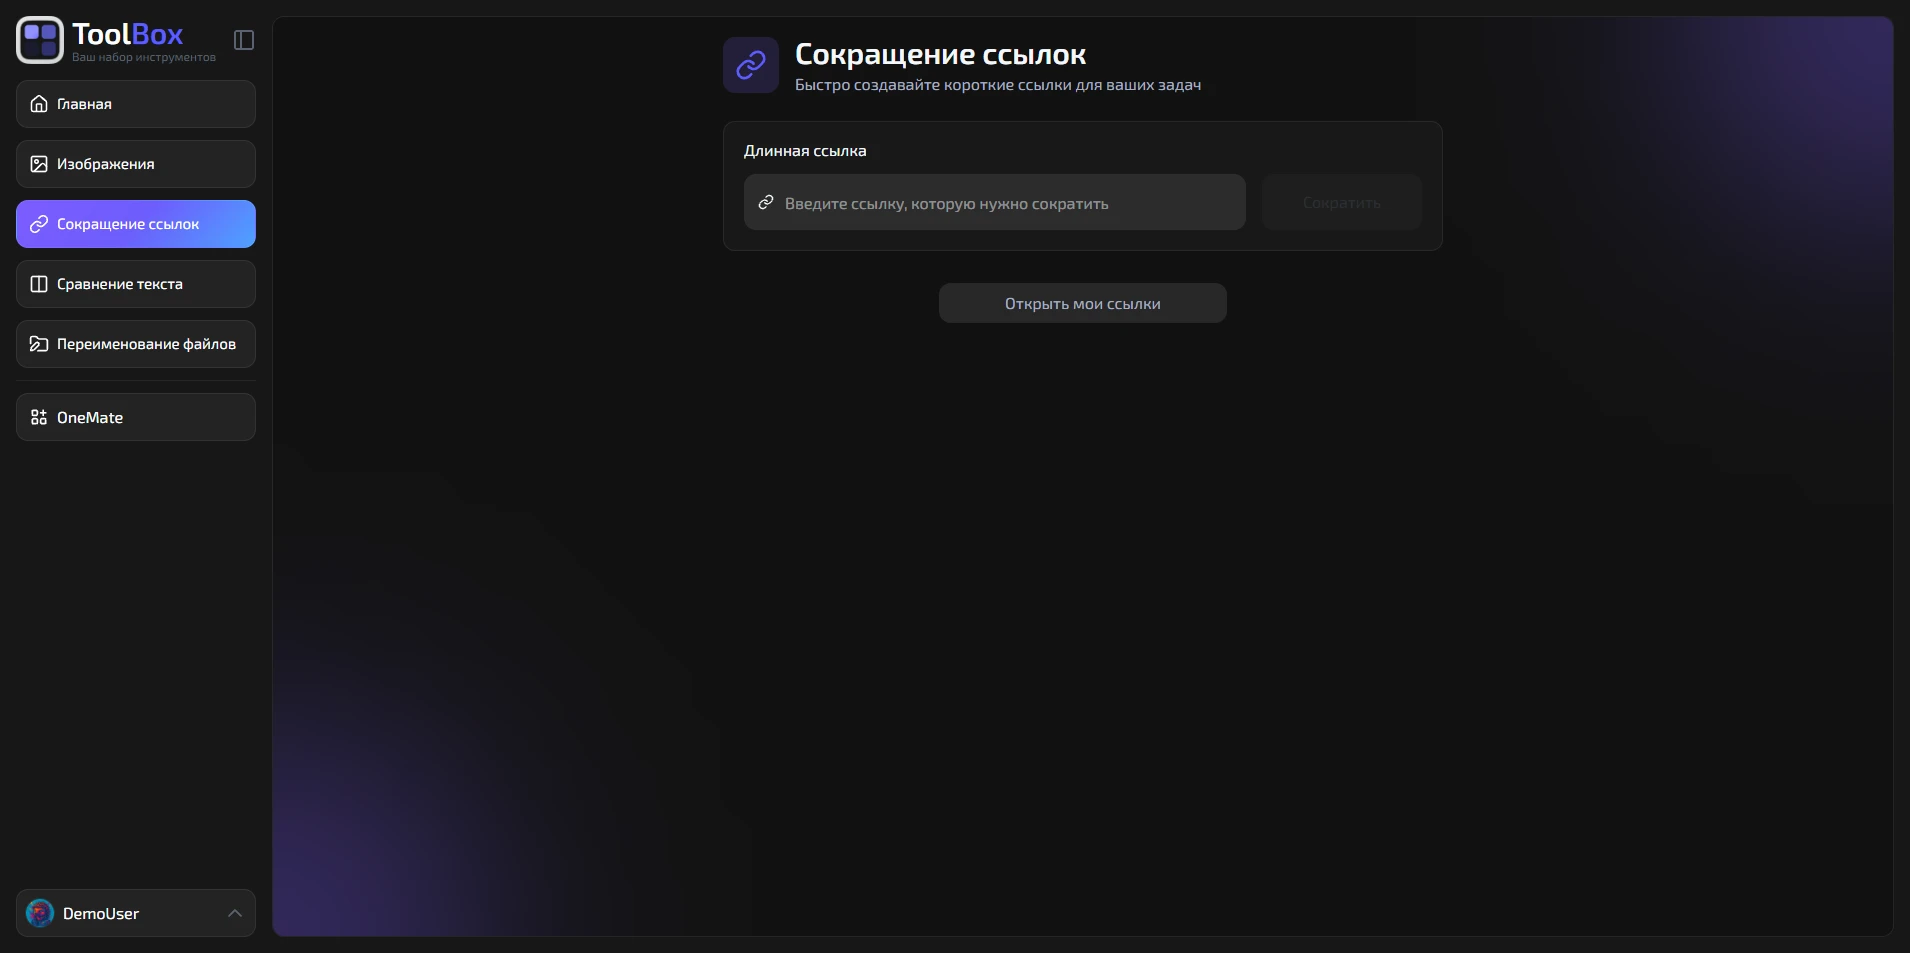 ToolBox
Ваш набор инструментов
Главная
Изображения
Сокращение ссылок
Сравнение текста
Переименование файлов
OneMate
DemoUser
Сокращение ссылок
Быстро создавайте короткие ссылки для ваших задач
Длинная ссылка
Введите ссылку, которую нужно сократить
Сократить
Открыть мои ссылки